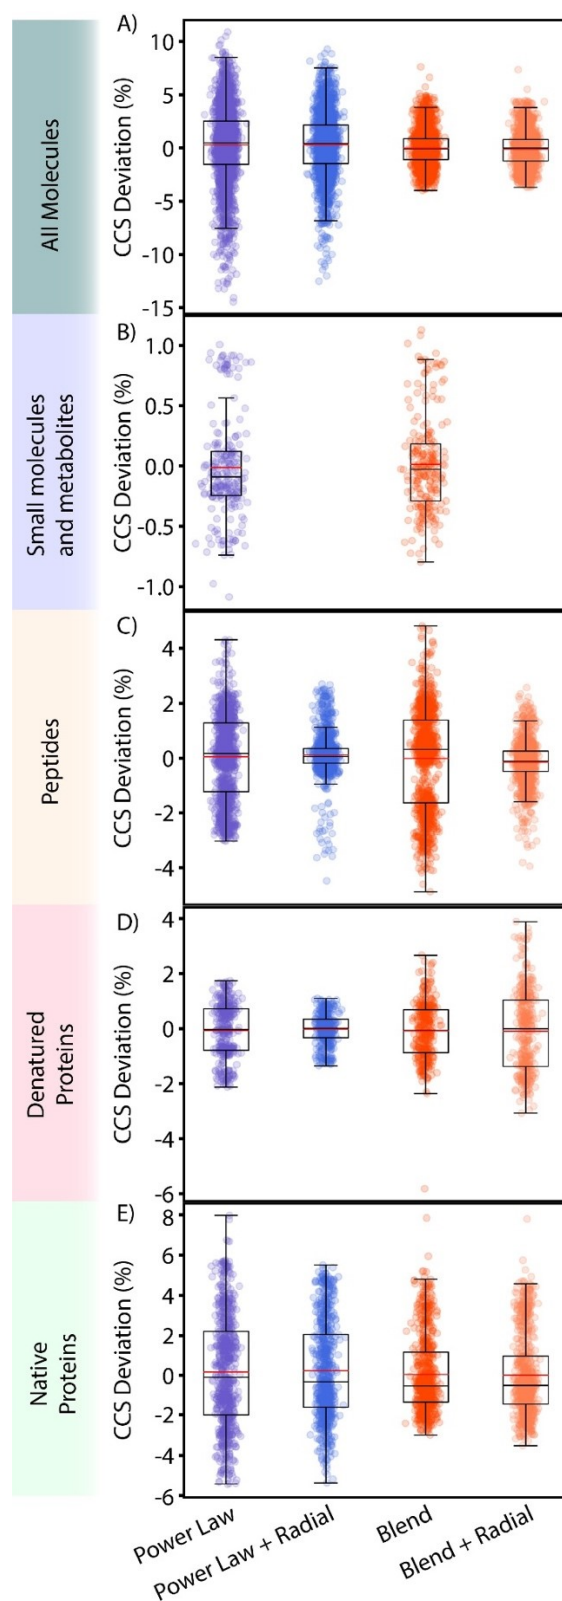 A)
All Molecules
CCS Deviation (%)
10
5
0
-5
-10
-15
B)
Small molecules
and metabolites
CCS Deviation (%)
1.0
0.5
0.0
-0.5
-1.0
C)
Peptides
CCS Deviation (%)
4
2
0
-2
-4
D)
Denatured
Proteins
CCS Deviation (%)
4
2
0
-2
-4
-6
E)
Native
Proteins
CCS Deviation (%)
8
6
4
2
0
-2
-4
-6
Power Law
Power Law + Radial
Blend
Blend + Radial